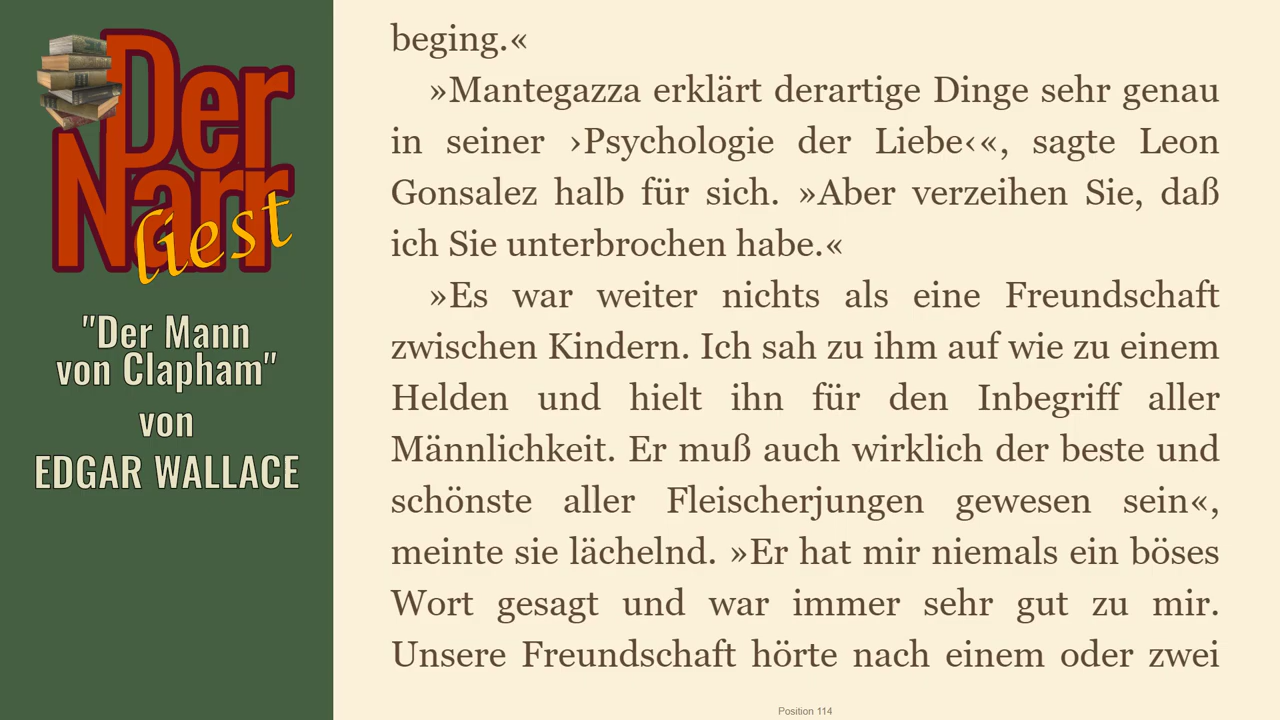 Der
Narr
liest
"Der Mann
von Clapham"
von
EDGAR WALLACE
beging.«
»Mantegazza erklärt derartige Dinge sehr genau
in seiner ›Psychologie der Liebe‹«, sagte Leon
Gonsalez halb für sich. »Aber verzeihen Sie, daß
ich Sie unterbrochen habe.«
»Es war weiter nichts als eine Freundschaft
zwischen Kindern. Ich sah zu ihm auf wie zu einem
Helden und hielt ihn für den Inbegriff aller
Männlichkeit. Er muß auch wirklich der beste und
schönste aller Fleischerjungen gewesen sein«,
meinte sie lächelnd. »Er hat mir niemals ein böses
Wort gesagt und war immer sehr gut zu mir.
Unsere Freundschaft hörte nach einem oder zwei
Position 114